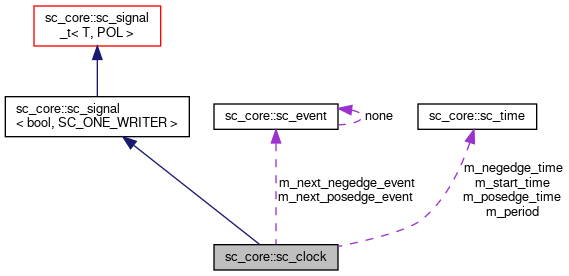 sc_core::sc_signal
_t< T, POL >
sc_core::sc_signal
< bool, SC_ONE_WRITER >
sc_core::sc_event
none
sc_core::sc_time
m_next_negedge_event
m_next_posedge_event
m_negedge_time
m_start_time
m_posedge_time
m_period
sc_core::sc_clock